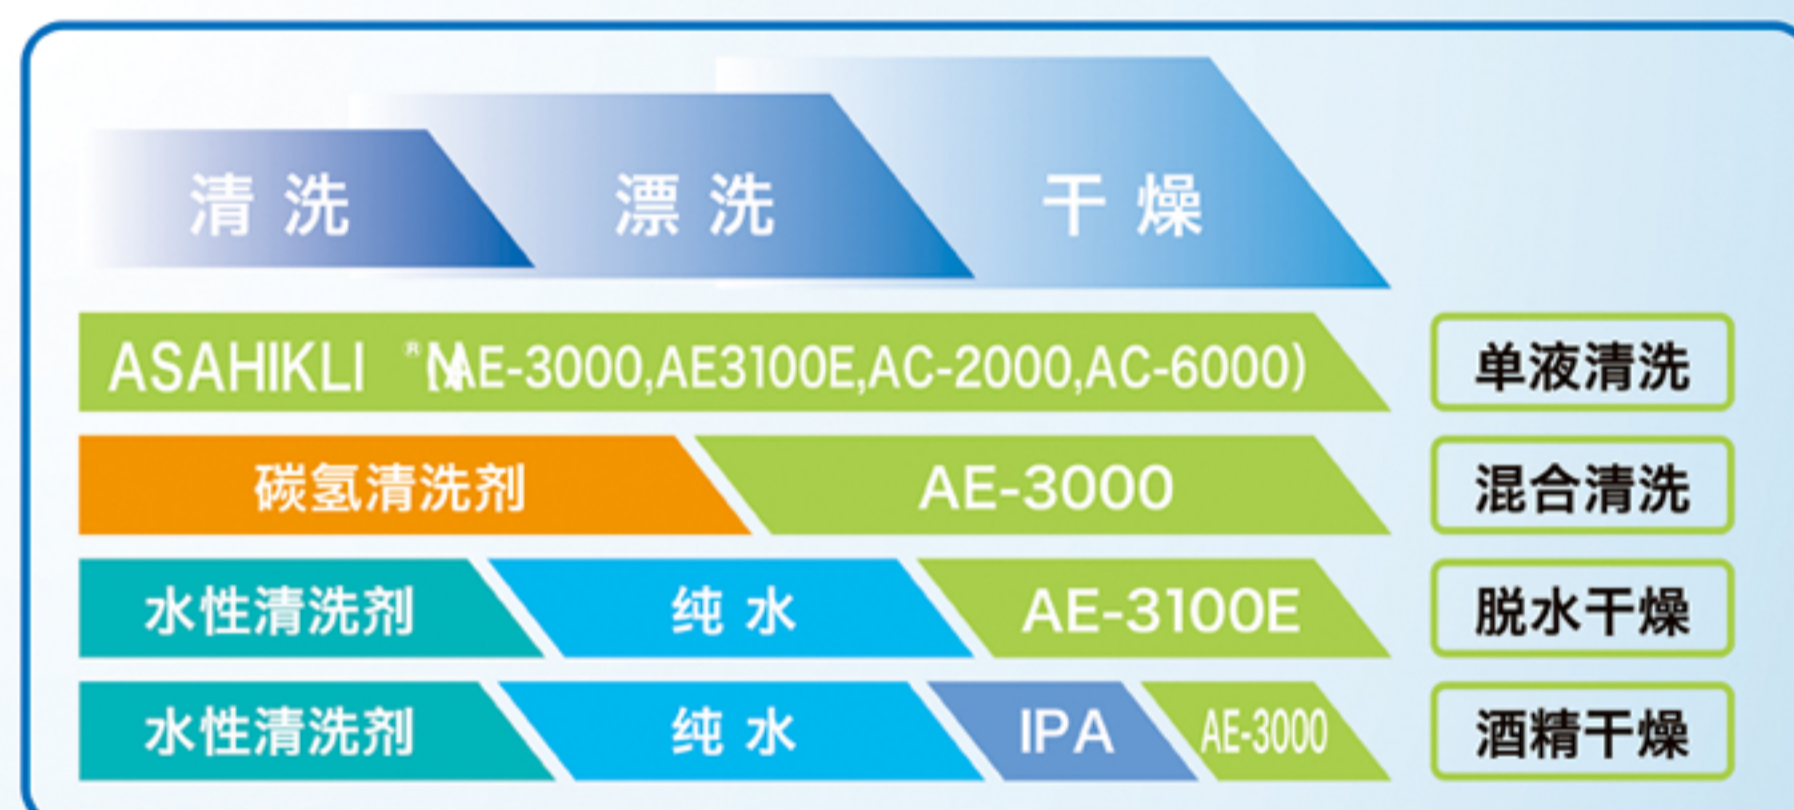 清洗 漂洗 干燥
ASAHIKLIN® (AE-3000,AE3100E,AC-2000,AC-6000) 单液清洗
碳氢清洗剂 AE-3000 混合清洗
水性清洗剂 纯水 AE-3100E 脱水干燥
水性清洗剂 纯水 IPA AE-3000 酒精干燥